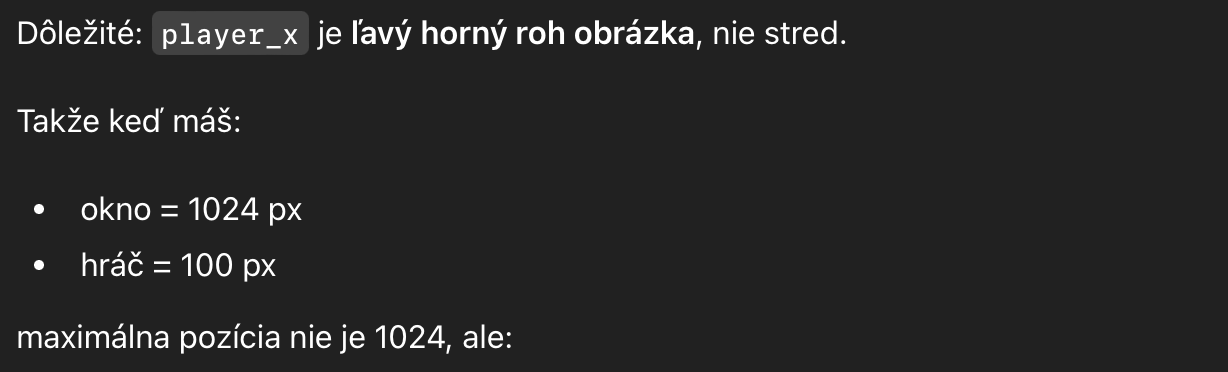 Dôležité: player_x je ľavý horný roh obrázka, nie stred.
Takže keď máš:
• okno = 1024 px
• hráč = 100 px
maximálna pozícia nie je 1024, ale: